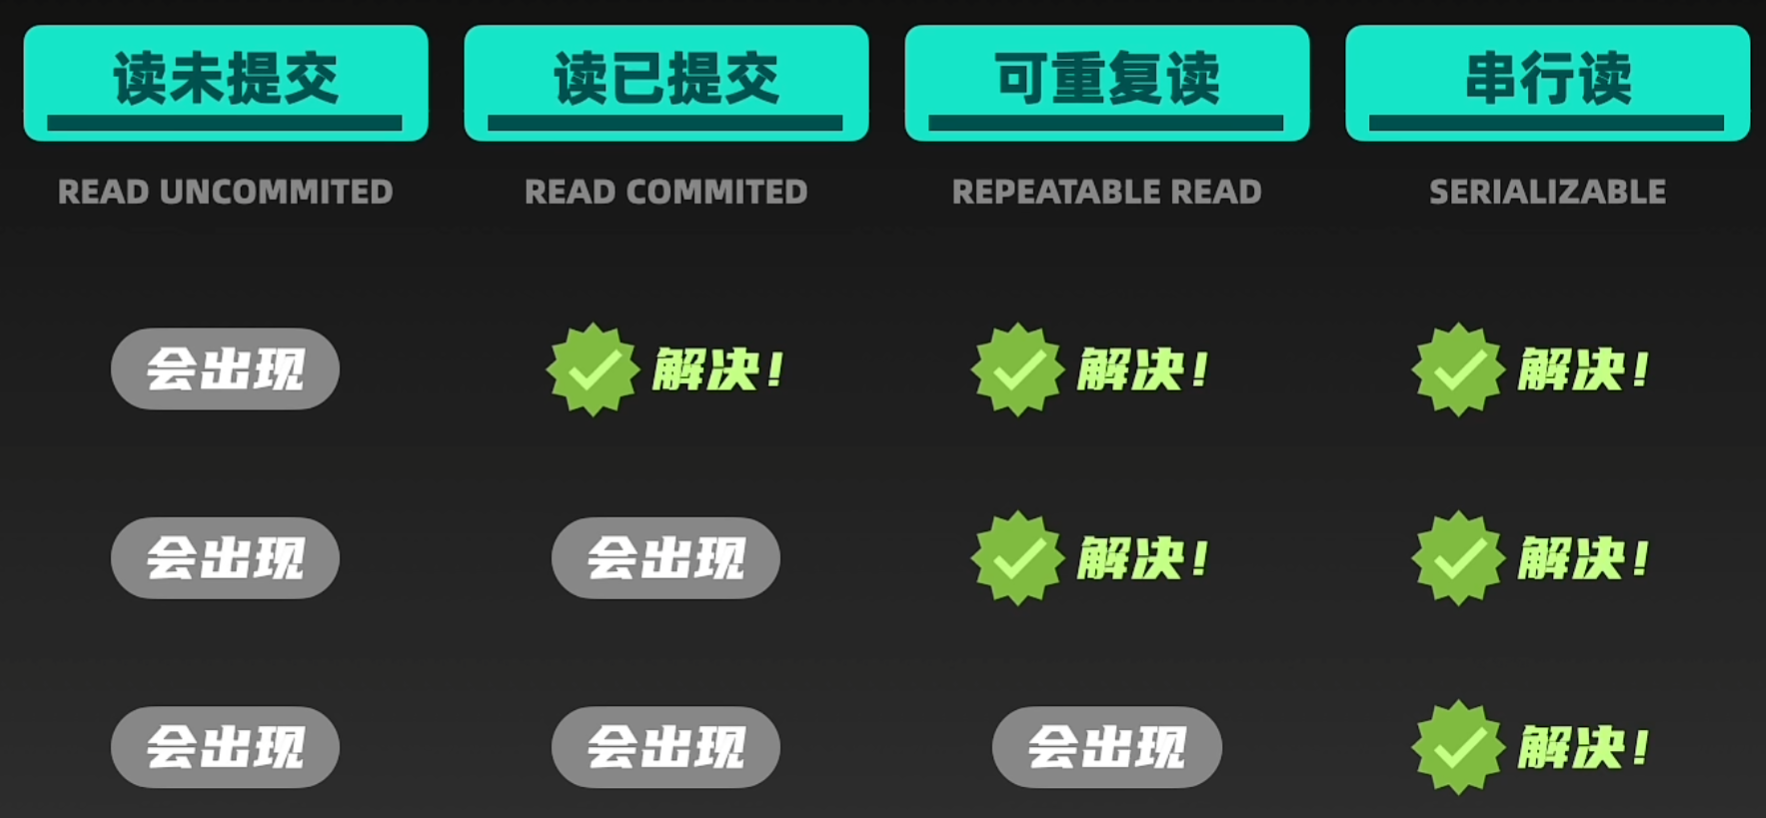 读未提交 读已提交 可重复读 串行读
READ UNCOMMITED READ COMMITED REPEATABLE READ SERIALIZABLE
会出现 解决! 解决! 解决!
会出现 会出现 解决! 解决!
会出现 会出现 会出现 解决!